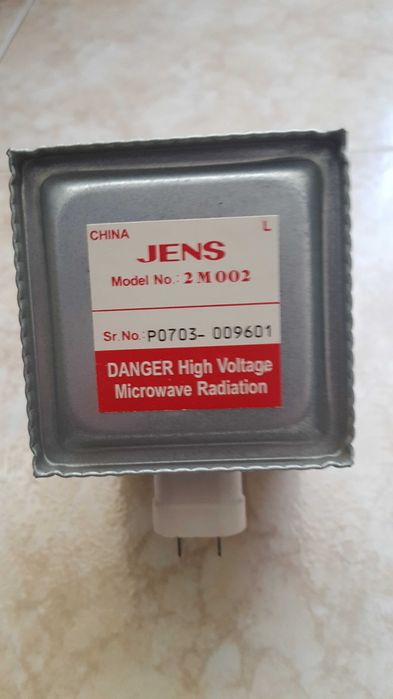 CHINA L
JENS
Model No.: 2M002
Sr.No.: P0703- 009601
DANGER High Voltage
Microwave Radiation